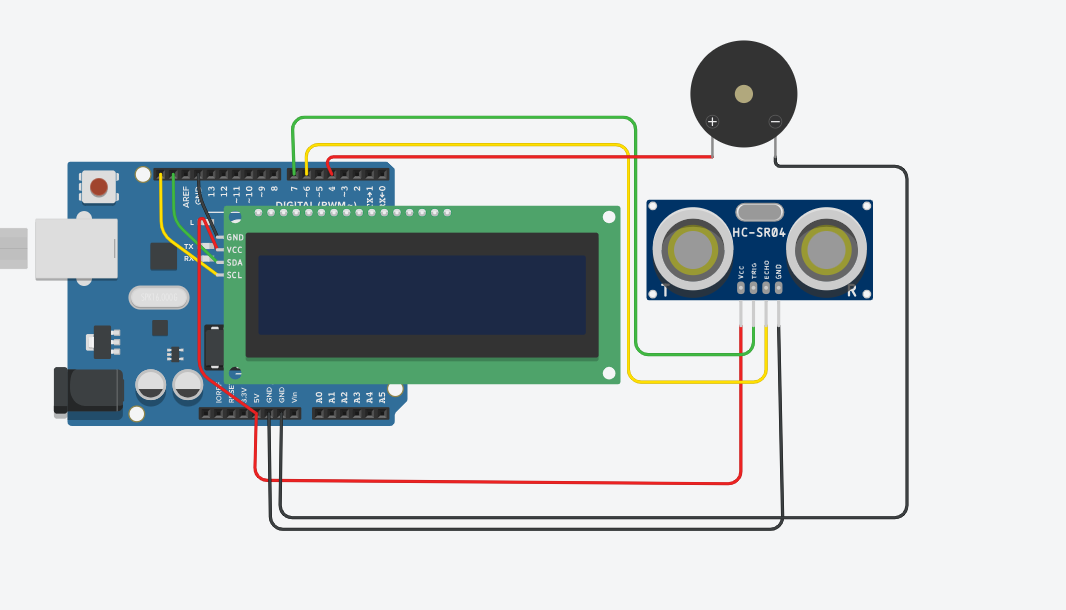 +
−
AREF
GND
13
12
~11
~10
~9
8
7
~6
~5
4
~3
2
TX→1
RX←0
DIGITAL (PWM~)
L
TX
RX
GND
VCC
SDA
SCL
HC-SR04
VCC
TRIG
ECHO
GND
T
R
3.3V
5V
GND
GND
Vin
A0
A1
A2
A3
A4
A5